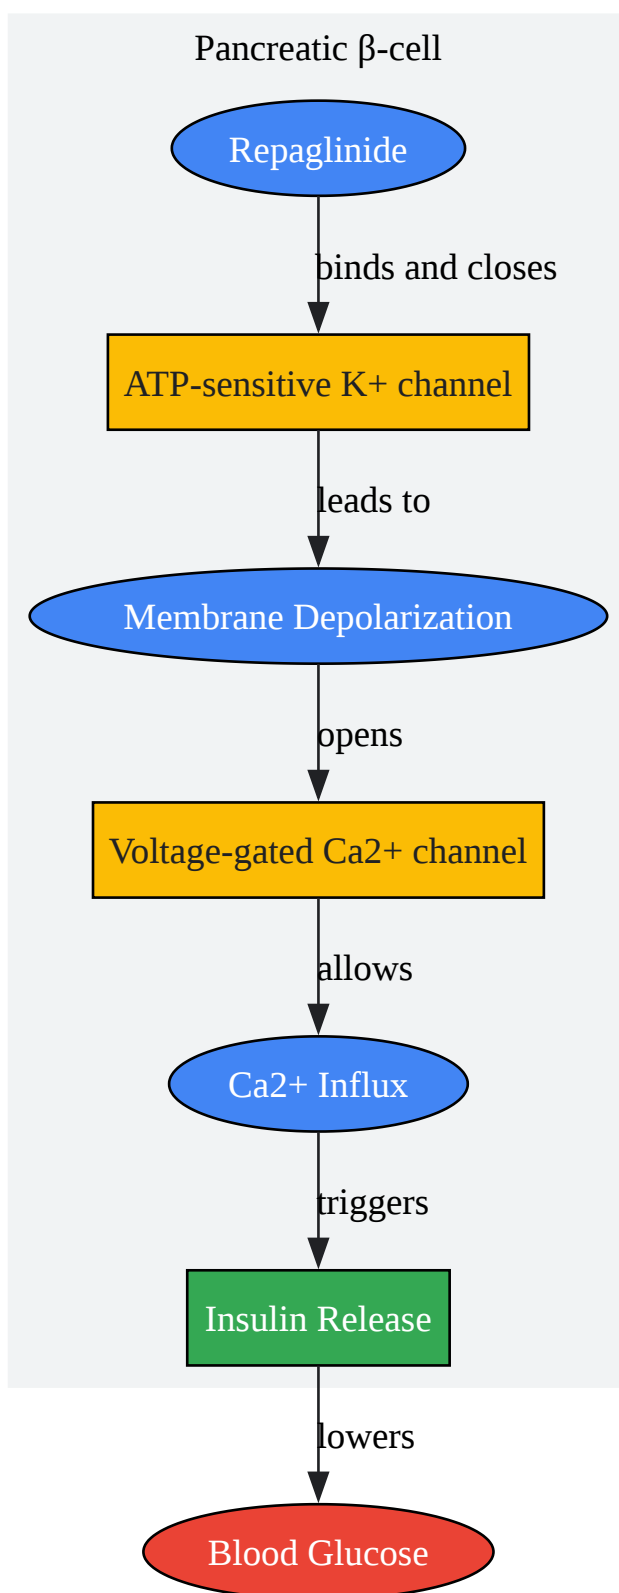 Pancreatic β-cell
Repaglinide
binds and closes
ATP-sensitive K+ channel
leads to
Membrane Depolarization
opens
Voltage-gated Ca2+ channel
allows
Ca2+ Influx
triggers
Insulin Release
lowers
Blood Glucose